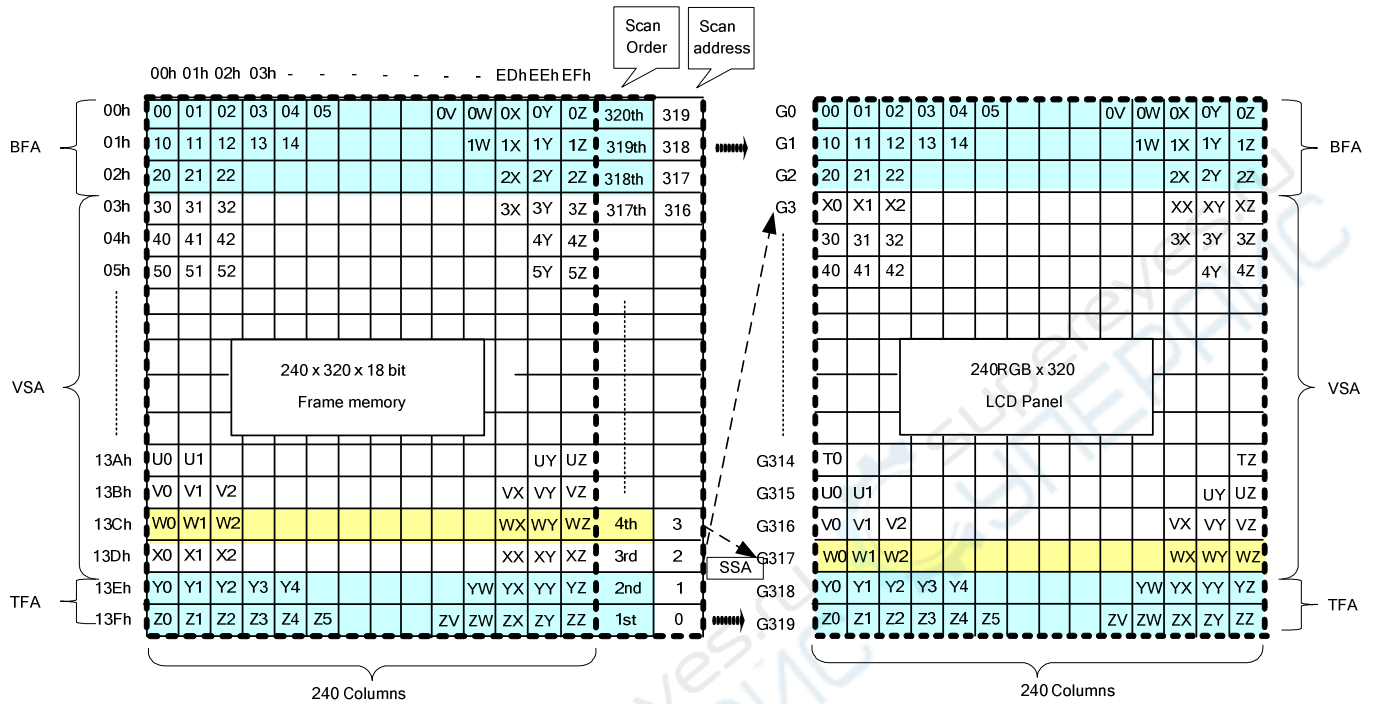 Scan Order
Scan address
00h 01h 02h 03h - - - - - - - EDh EEh EFh
00h 00 01 02 03 04 05 0V 0W 0X 0Y 0Z 320th 319
01h 10 11 12 13 14 1W 1X 1Y 1Z 319th 318
02h 20 21 22 2X 2Y 2Z 318th 317
03h 30 31 32 3X 3Y 3Z 317th 316
04h 40 41 42 4Y 4Z
05h 50 51 52 5Y 5Z
BFA
VSA
TFA
240 x 320 x 18 bit
Frame memory
13Ah U0 U1 UY UZ
13Bh V0 V1 V2 VX VY VZ
13Ch W0 W1 W2 WX WY WZ 4th 3
13Dh X0 X1 X2 XX XY XZ 3rd 2
13Eh Y0 Y1 Y2 Y3 Y4 YW YX YY YZ 2nd 1
13Fh Z0 Z1 Z2 Z3 Z4 Z5 ZV ZW ZX ZY ZZ 1st 0
240 Columns
SSA
G0 00 01 02 03 04 05 0V 0W 0X 0Y 0Z
G1 10 11 12 13 14 1W 1X 1Y 1Z
G2 20 21 22 2X 2Y 2Z
G3 X0 X1 X2 XX XY XZ
30 31 32 3X 3Y 3Z
40 41 42 4Y 4Z
240RGB x 320
LCD Panel
G314 T0 TZ
G315 U0 U1 UY UZ
G316 V0 V1 V2 VX VY VZ
G317 W0 W1 W2 WX WY WZ
G318 Y0 Y1 Y2 Y3 Y4 YW YX YY YZ
G319 Z0 Z1 Z2 Z3 Z4 Z5 ZV ZW ZX ZY ZZ
BFA
VSA
TFA
240 Columns
supereyes.ru
СУПЕРАЙС